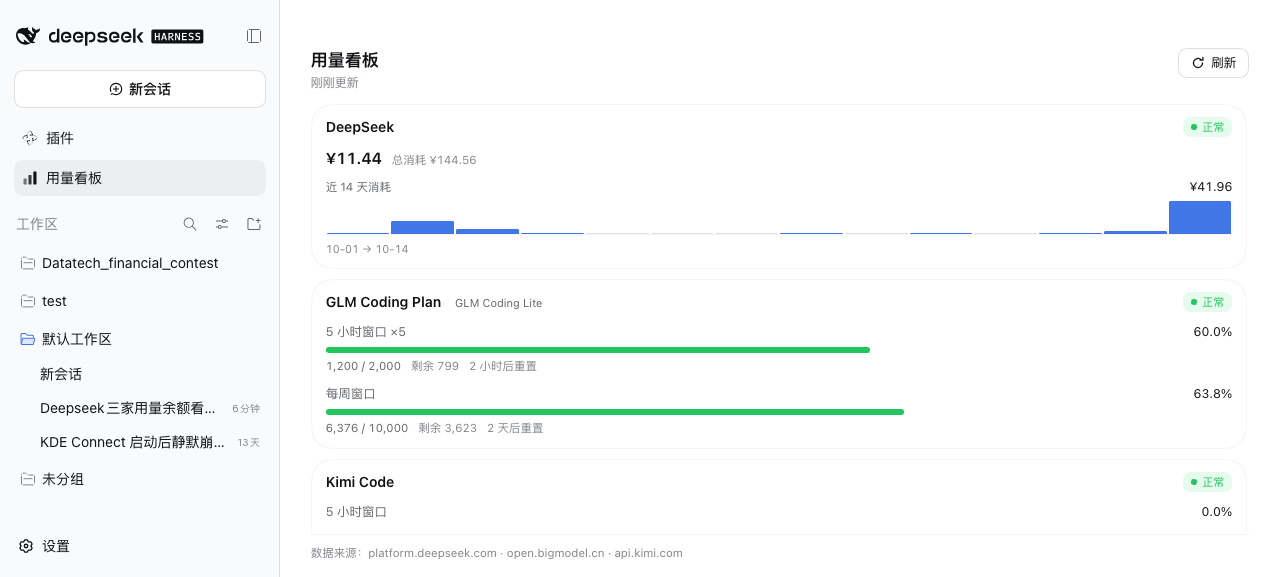 deepseek HARNESS
新会话
插件
用量看板
工作区
Datatech_financial_contest
test
默认工作区
新会话
Deepseek三家用量余额看... 6分钟
KDE Connect 启动后静默崩... 13天
未分组
设置
用量看板
刚刚更新
刷新
DeepSeek
正常
¥11.44 总消耗 ¥144.56
近 14 天消耗 ¥41.96
10-01 → 10-14
GLM Coding Plan GLM Coding Lite
正常
5 小时窗口 ×5 60.0%
1,200 / 2,000 剩余 799 2 小时后重置
每周窗口 63.8%
6,376 / 10,000 剩余 3,623 2 天后重置
Kimi Code
正常
5 小时窗口 0.0%
数据来源：platform.deepseek.com · open.bigmodel.cn · api.kimi.com